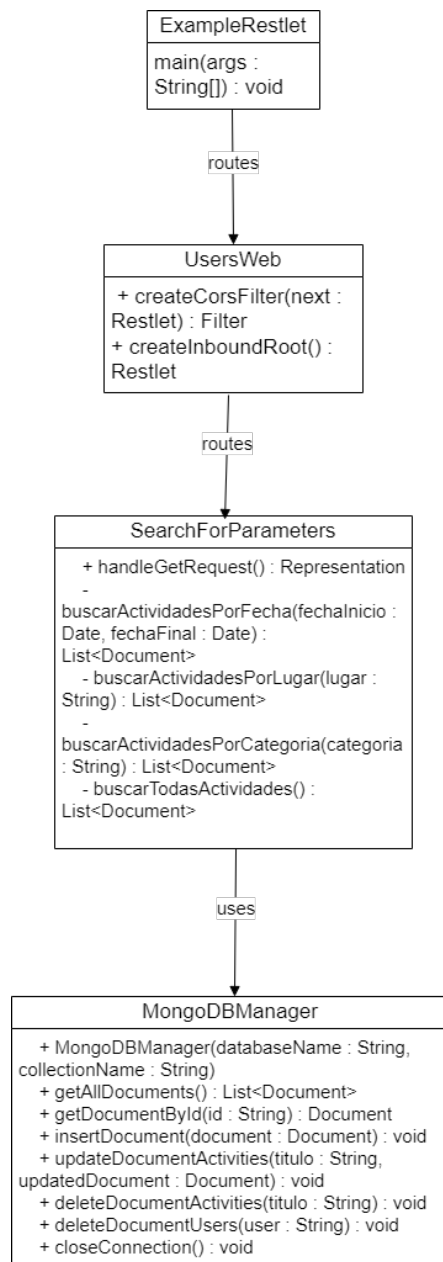 ExampleRestlet
main(args :
String[]) : void
routes
UsersWeb
+ createCorsFilter(next :
Restlet) : Filter
+ createInboundRoot() :
Restlet
routes
SearchForParameters
+ handleGetRequest() : Representation
-
buscarActividadesPorFecha(fechaInicio :
Date, fechaFinal : Date) :
List<Document>
- buscarActividadesPorLugar(lugar :
String) : List<Document>
-
buscarActividadesPorCategoria(categoria
: String) : List<Document>
- buscarTodasActividades() :
List<Document>
uses
MongoDBManager
+ MongoDBManager(databaseName : String,
collectionName : String)
+ getAllDocuments() : List<Document>
+ getDocumentById(id : String) : Document
+ insertDocument(document : Document) : void
+ updateDocumentActivities(titulo : String,
updatedDocument : Document) : void
+ deleteDocumentActivities(titulo : String) : void
+ deleteDocumentUsers(user : String) : void
+ closeConnection() : void